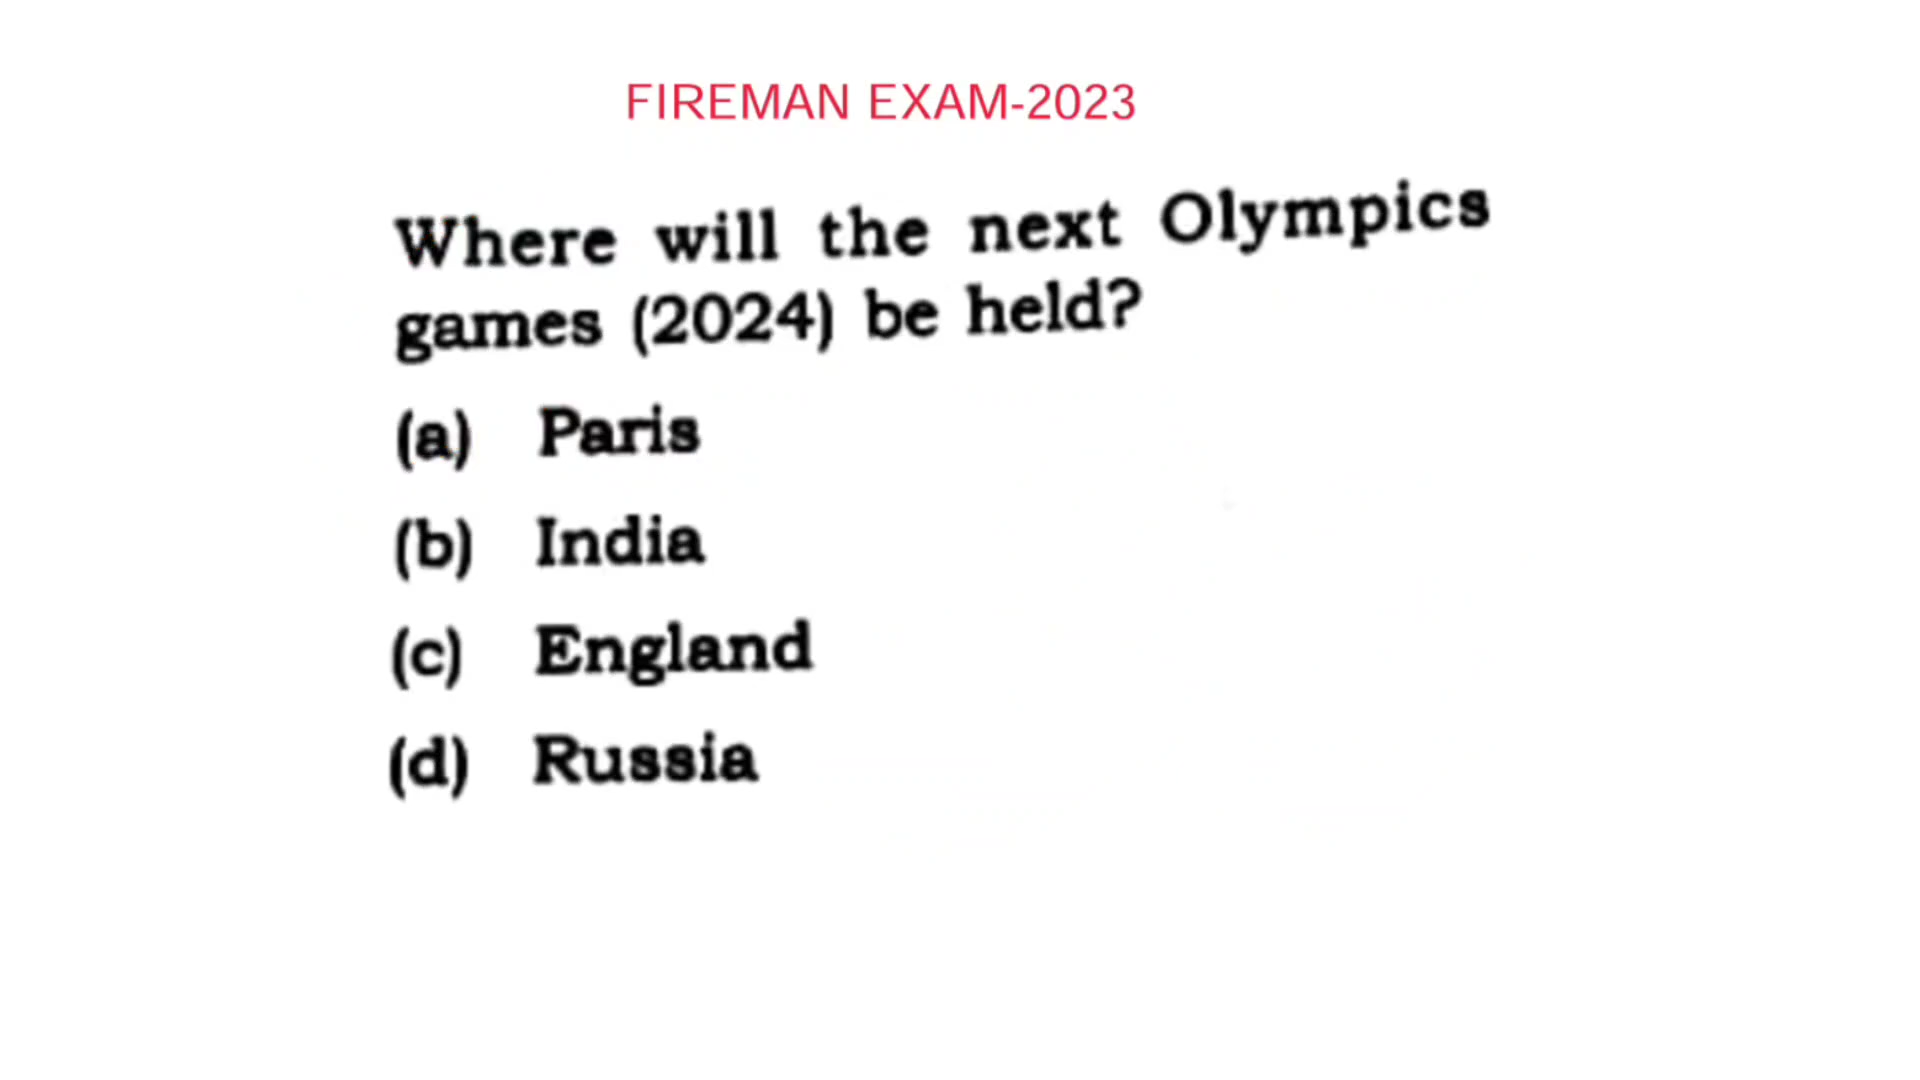 FIREMAN EXAM-2023
Where will the next Olympics
games (2024) be held?
(a) Paris
(b) India
(c) England
(d) Russia